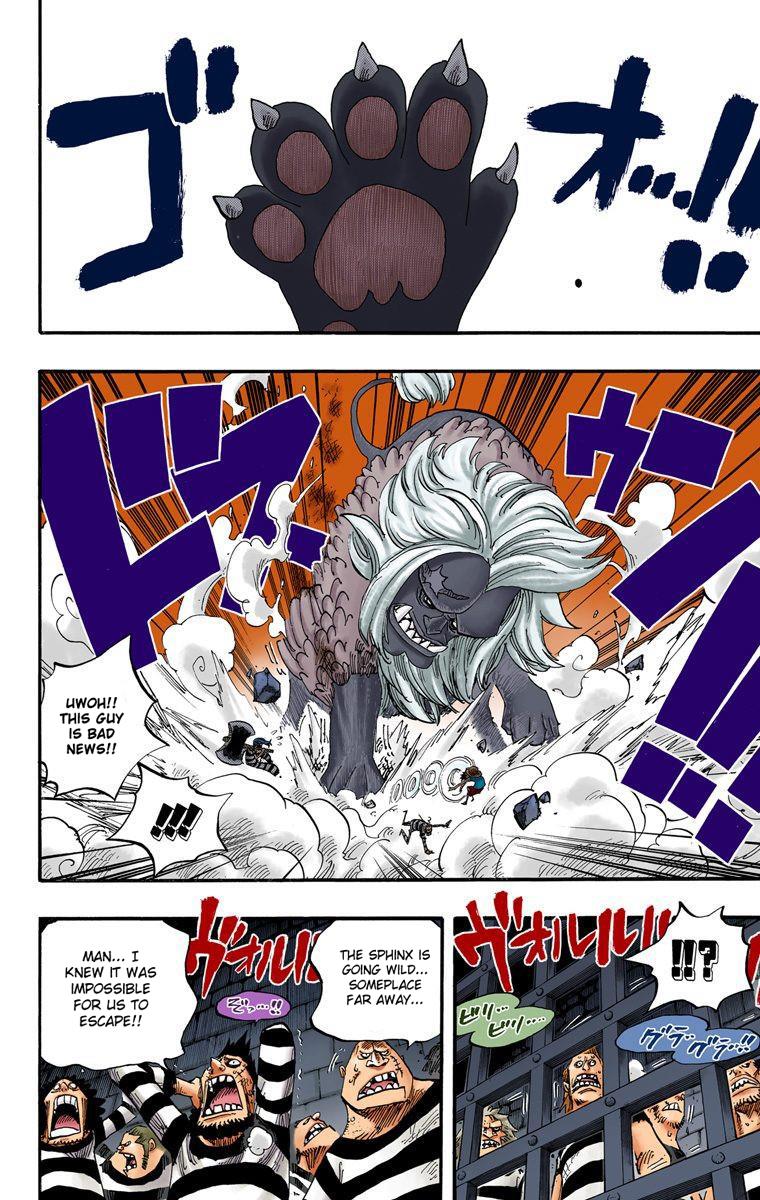 ゴオ...!!
ドズウン!!!
UWOH!!
THIS GUY
IS BAD
NEWS!!
!!!
!!?
ヴォルルルル
ビリ...
ビリ...
グラ...グラ...!!
THE SPHINX IS
GOING WILD...
SOMEPLACE
FAR AWAY...
ヴォルルル
ぞっ...!!
MAN... I
KNEW IT WAS
IMPOSSIBLE
FOR US TO
ESCAPE!!